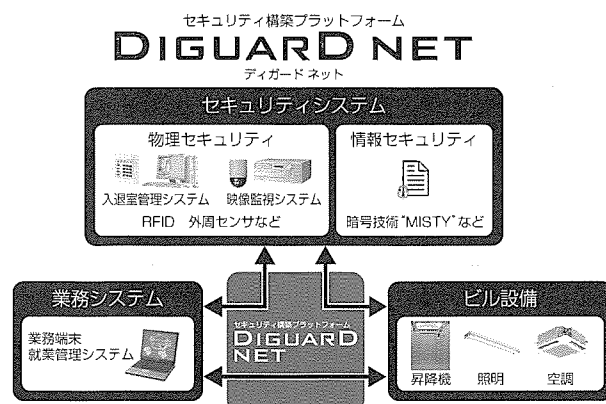 セキュリティ構築プラットフォーム
DIGUARD NET
ディガード ネット
セキュリティシステム
物理セキュリティ
入退室管理システム 映像監視システム
RFID 外周センサなど
情報セキュリティ
暗号技術“MISTY”など
業務システム
業務端末
就業管理システム
セキュリティ構築プラットフォーム
DIGUARD
NET
ビル設備
昇降機 照明 空調